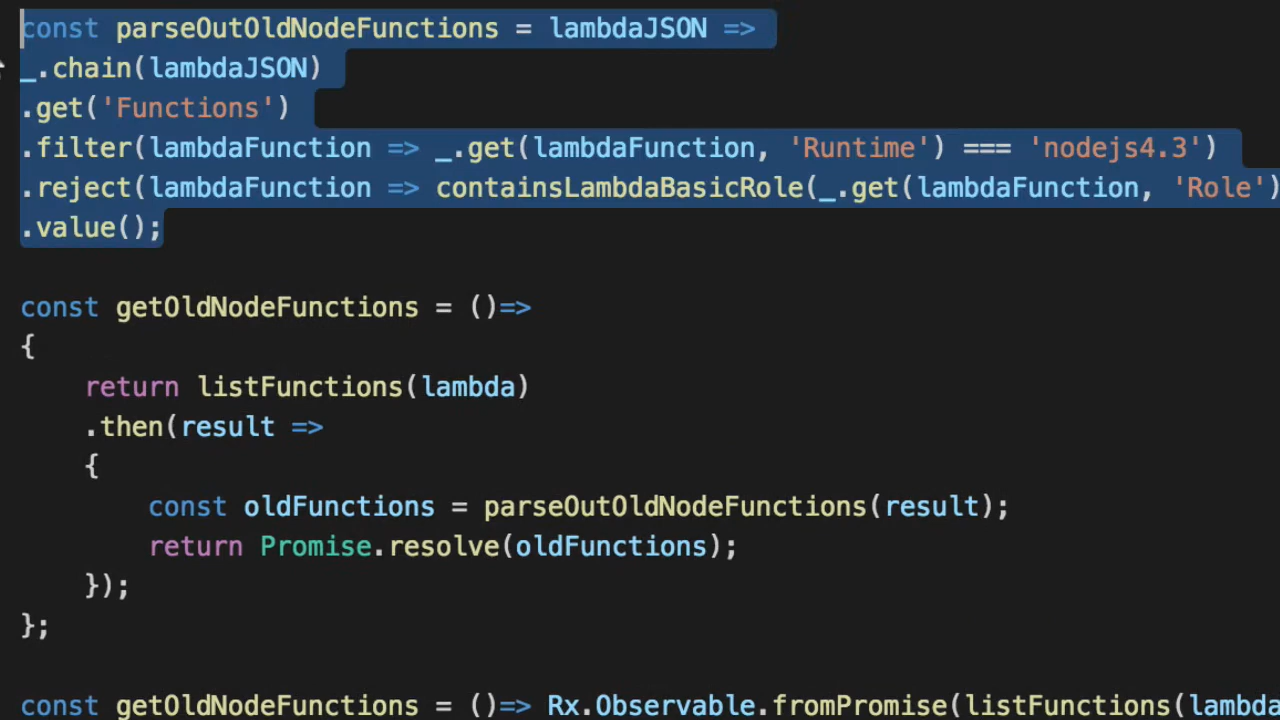 const parseOutOldNodeFunctions = lambdaJSON =>
_.chain(lambdaJSON)
.get('Functions')
.filter(lambdaFunction => _.get(lambdaFunction, 'Runtime') === 'nodejs4.3')
.reject(lambdaFunction => containsLambdaBasicRole(_.get(lambdaFunction, 'Role')
.value();
const getOldNodeFunctions = ()=>
{
    return listFunctions(lambda)
    .then(result =>
    {
        const oldFunctions = parseOutOldNodeFunctions(result);
        return Promise.resolve(oldFunctions);
    });
};
const getOldNodeFunctions = ()=> Rx.Observable.fromPromise(listFunctions(lambda